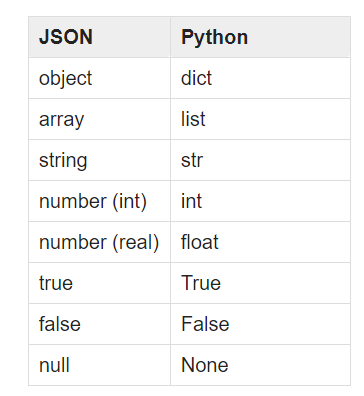 JSON Python
object dict
array list
string str
number (int) int
number (real) float
true True
false False
null None